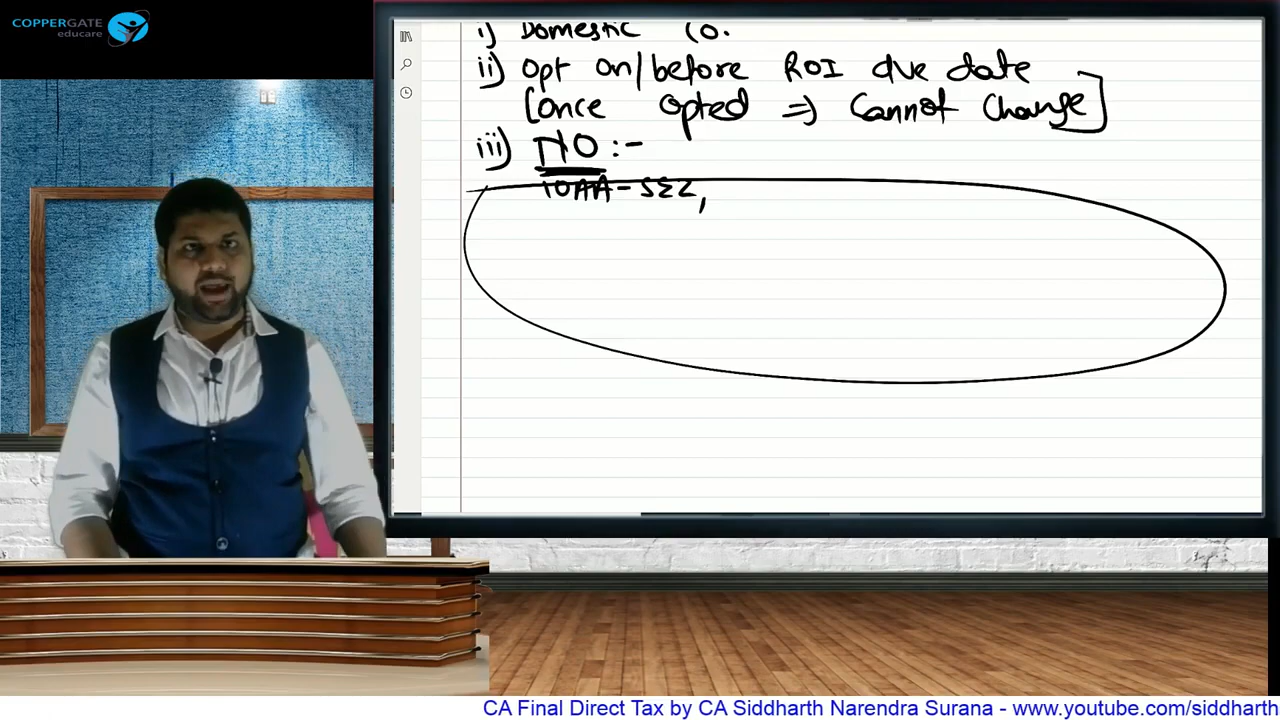 COPPERGATE
educare
i) Domestic Co.
ii) Opt on/before ROI due date
[Once Opted => Cannot Change]
iii) NO :-
10AA - SEZ,
CA Final Direct Tax by CA Siddharth Narendra Surana - www.youtube.com/siddharth